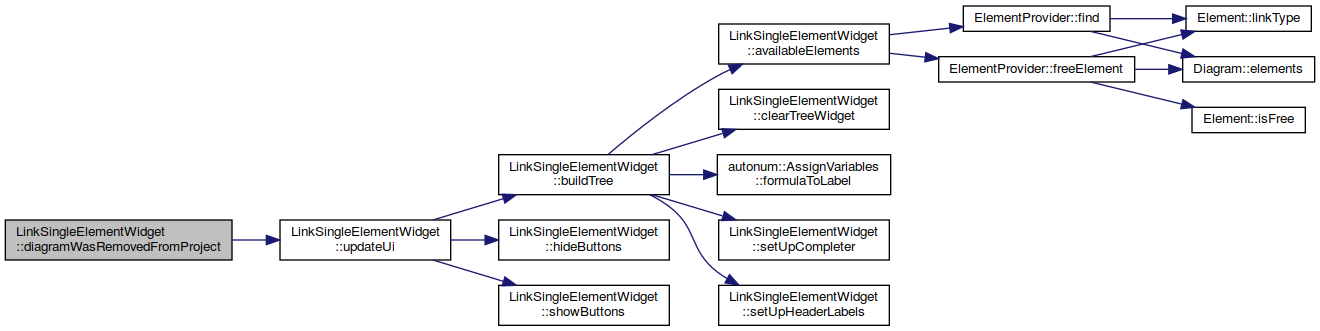 LinkSingleElementWidget
::diagramWasRemovedFromProject
LinkSingleElementWidget
::updateUi
LinkSingleElementWidget
::buildTree
LinkSingleElementWidget
::hideButtons
LinkSingleElementWidget
::showButtons
LinkSingleElementWidget
::availableElements
LinkSingleElementWidget
::clearTreeWidget
autonum::AssignVariables
::formulaToLabel
LinkSingleElementWidget
::setUpCompleter
LinkSingleElementWidget
::setUpHeaderLabels
ElementProvider::find
ElementProvider::freeElement
Element::linkType
Diagram::elements
Element::isFree